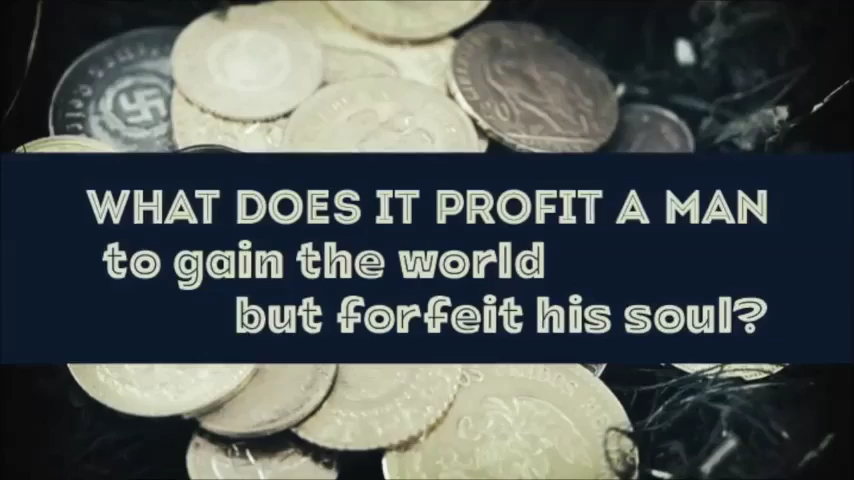 WHAT DOES IT PROFIT A MAN
to gain the world
but forfeit his soul?